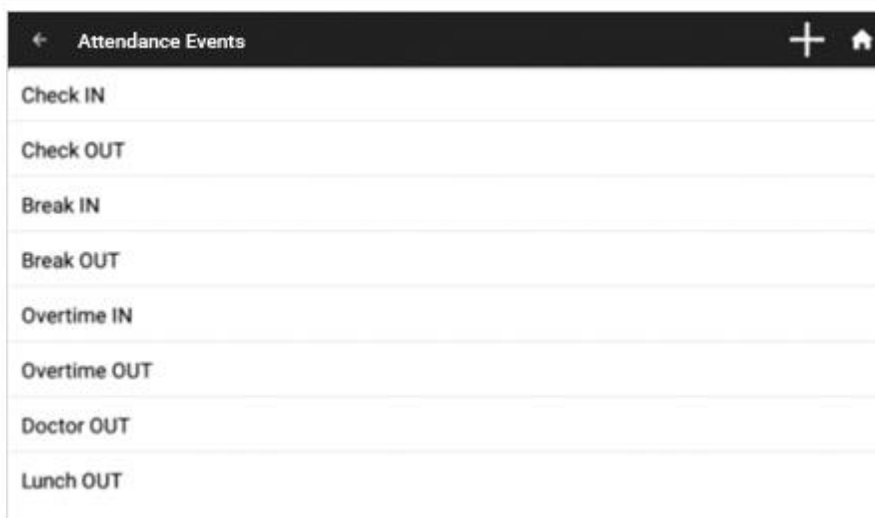 Attendance Events
Check IN
Check OUT
Break IN
Break OUT
Overtime IN
Overtime OUT
Doctor OUT
Lunch OUT